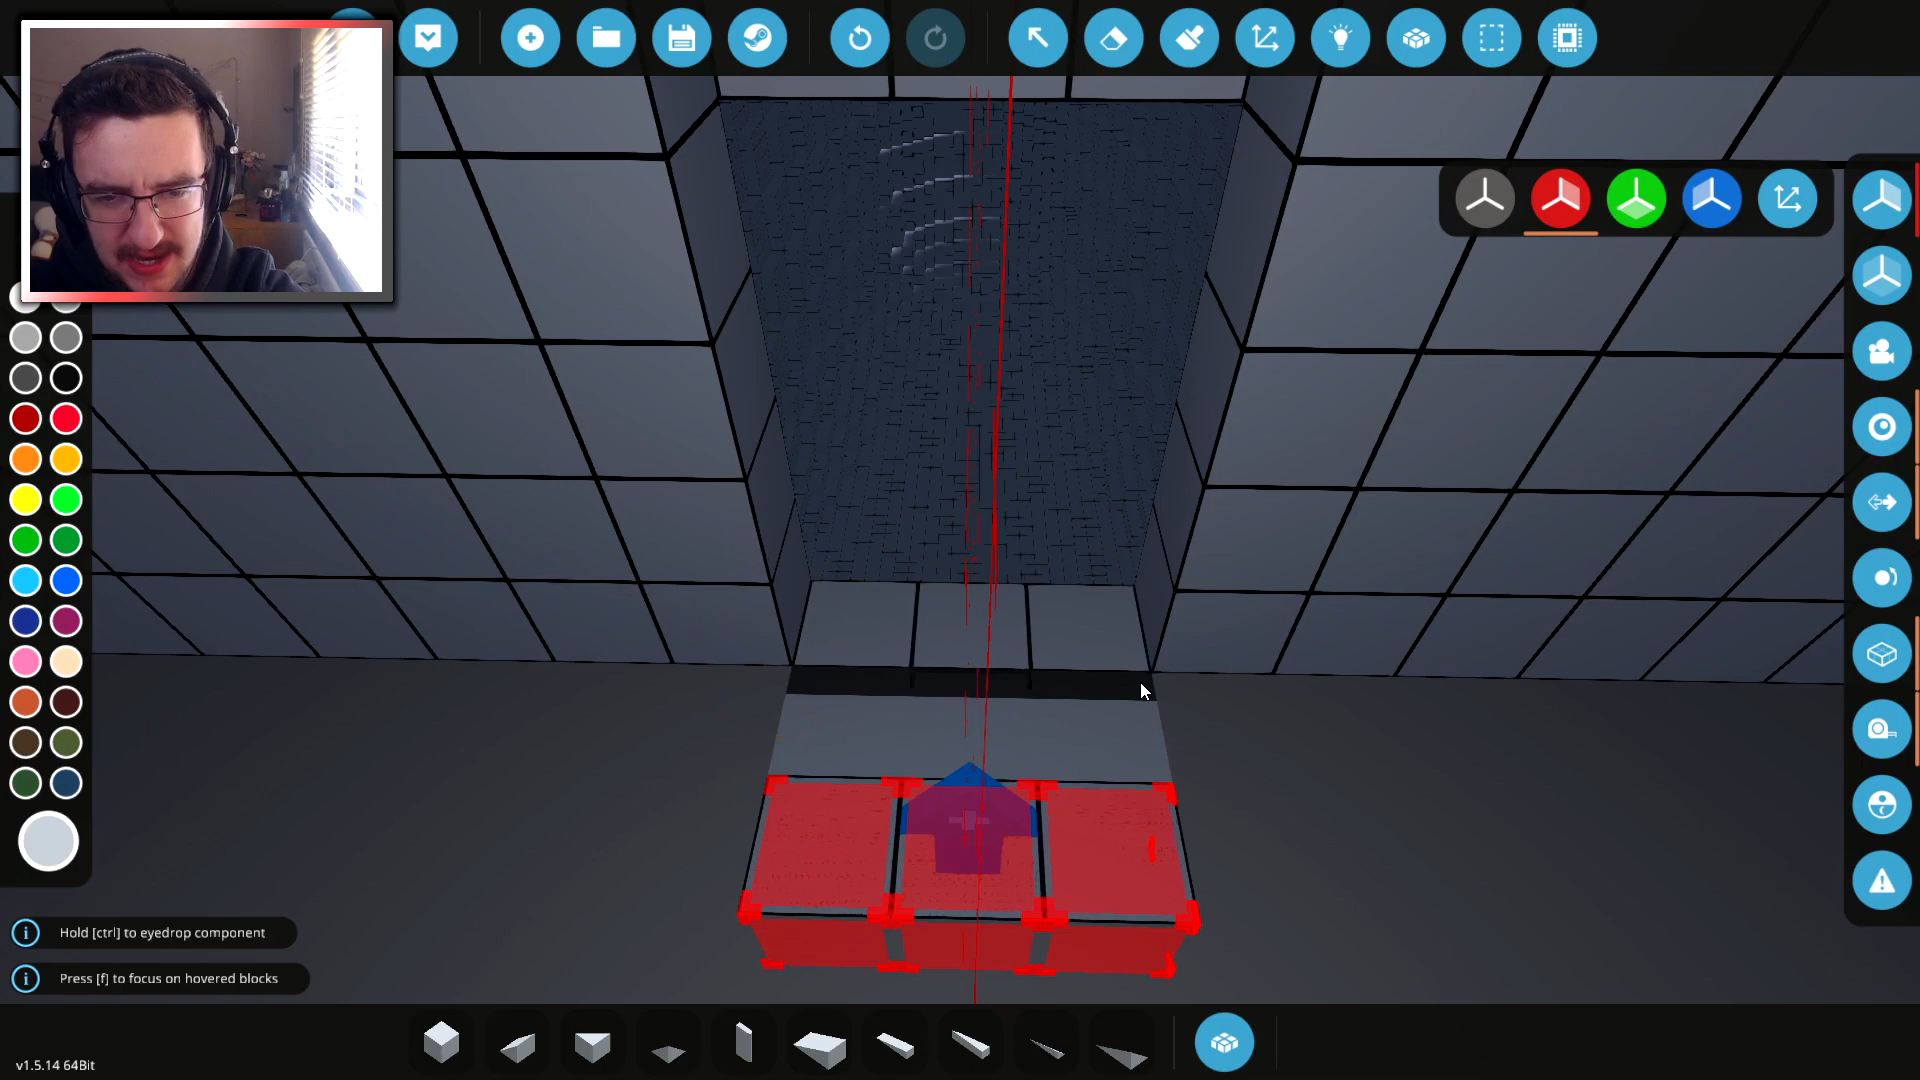 Hold [ctrl] to eyedrop component
Press [f] to focus on hovered blocks
v1.5.14 64Bit